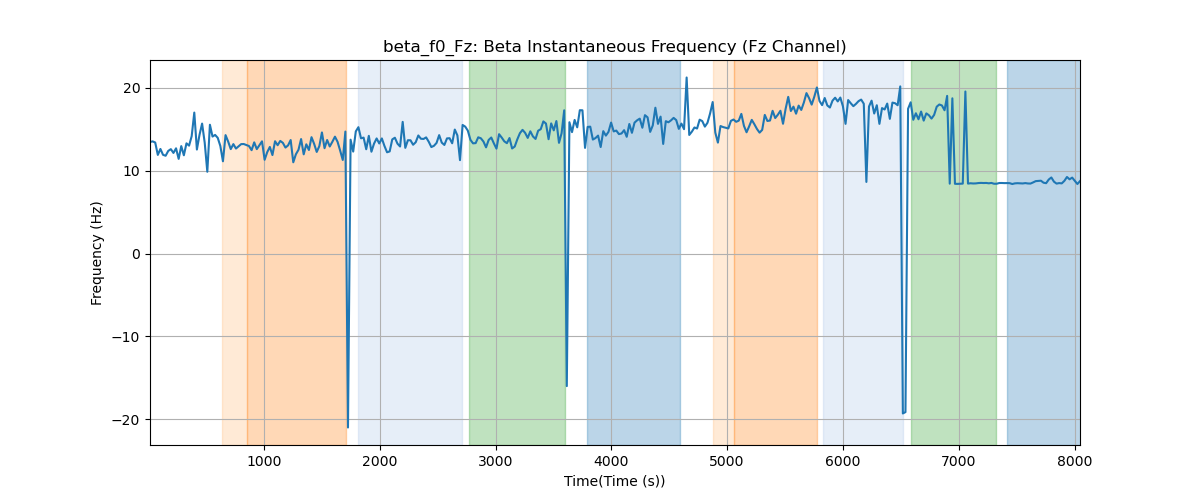 beta_f0_Fz: Beta Instantaneous Frequency (Fz Channel)
20
10
0
−10
−20
Frequency (Hz)
1000 2000 3000 4000 5000 6000 7000 8000
Time(Time (s))